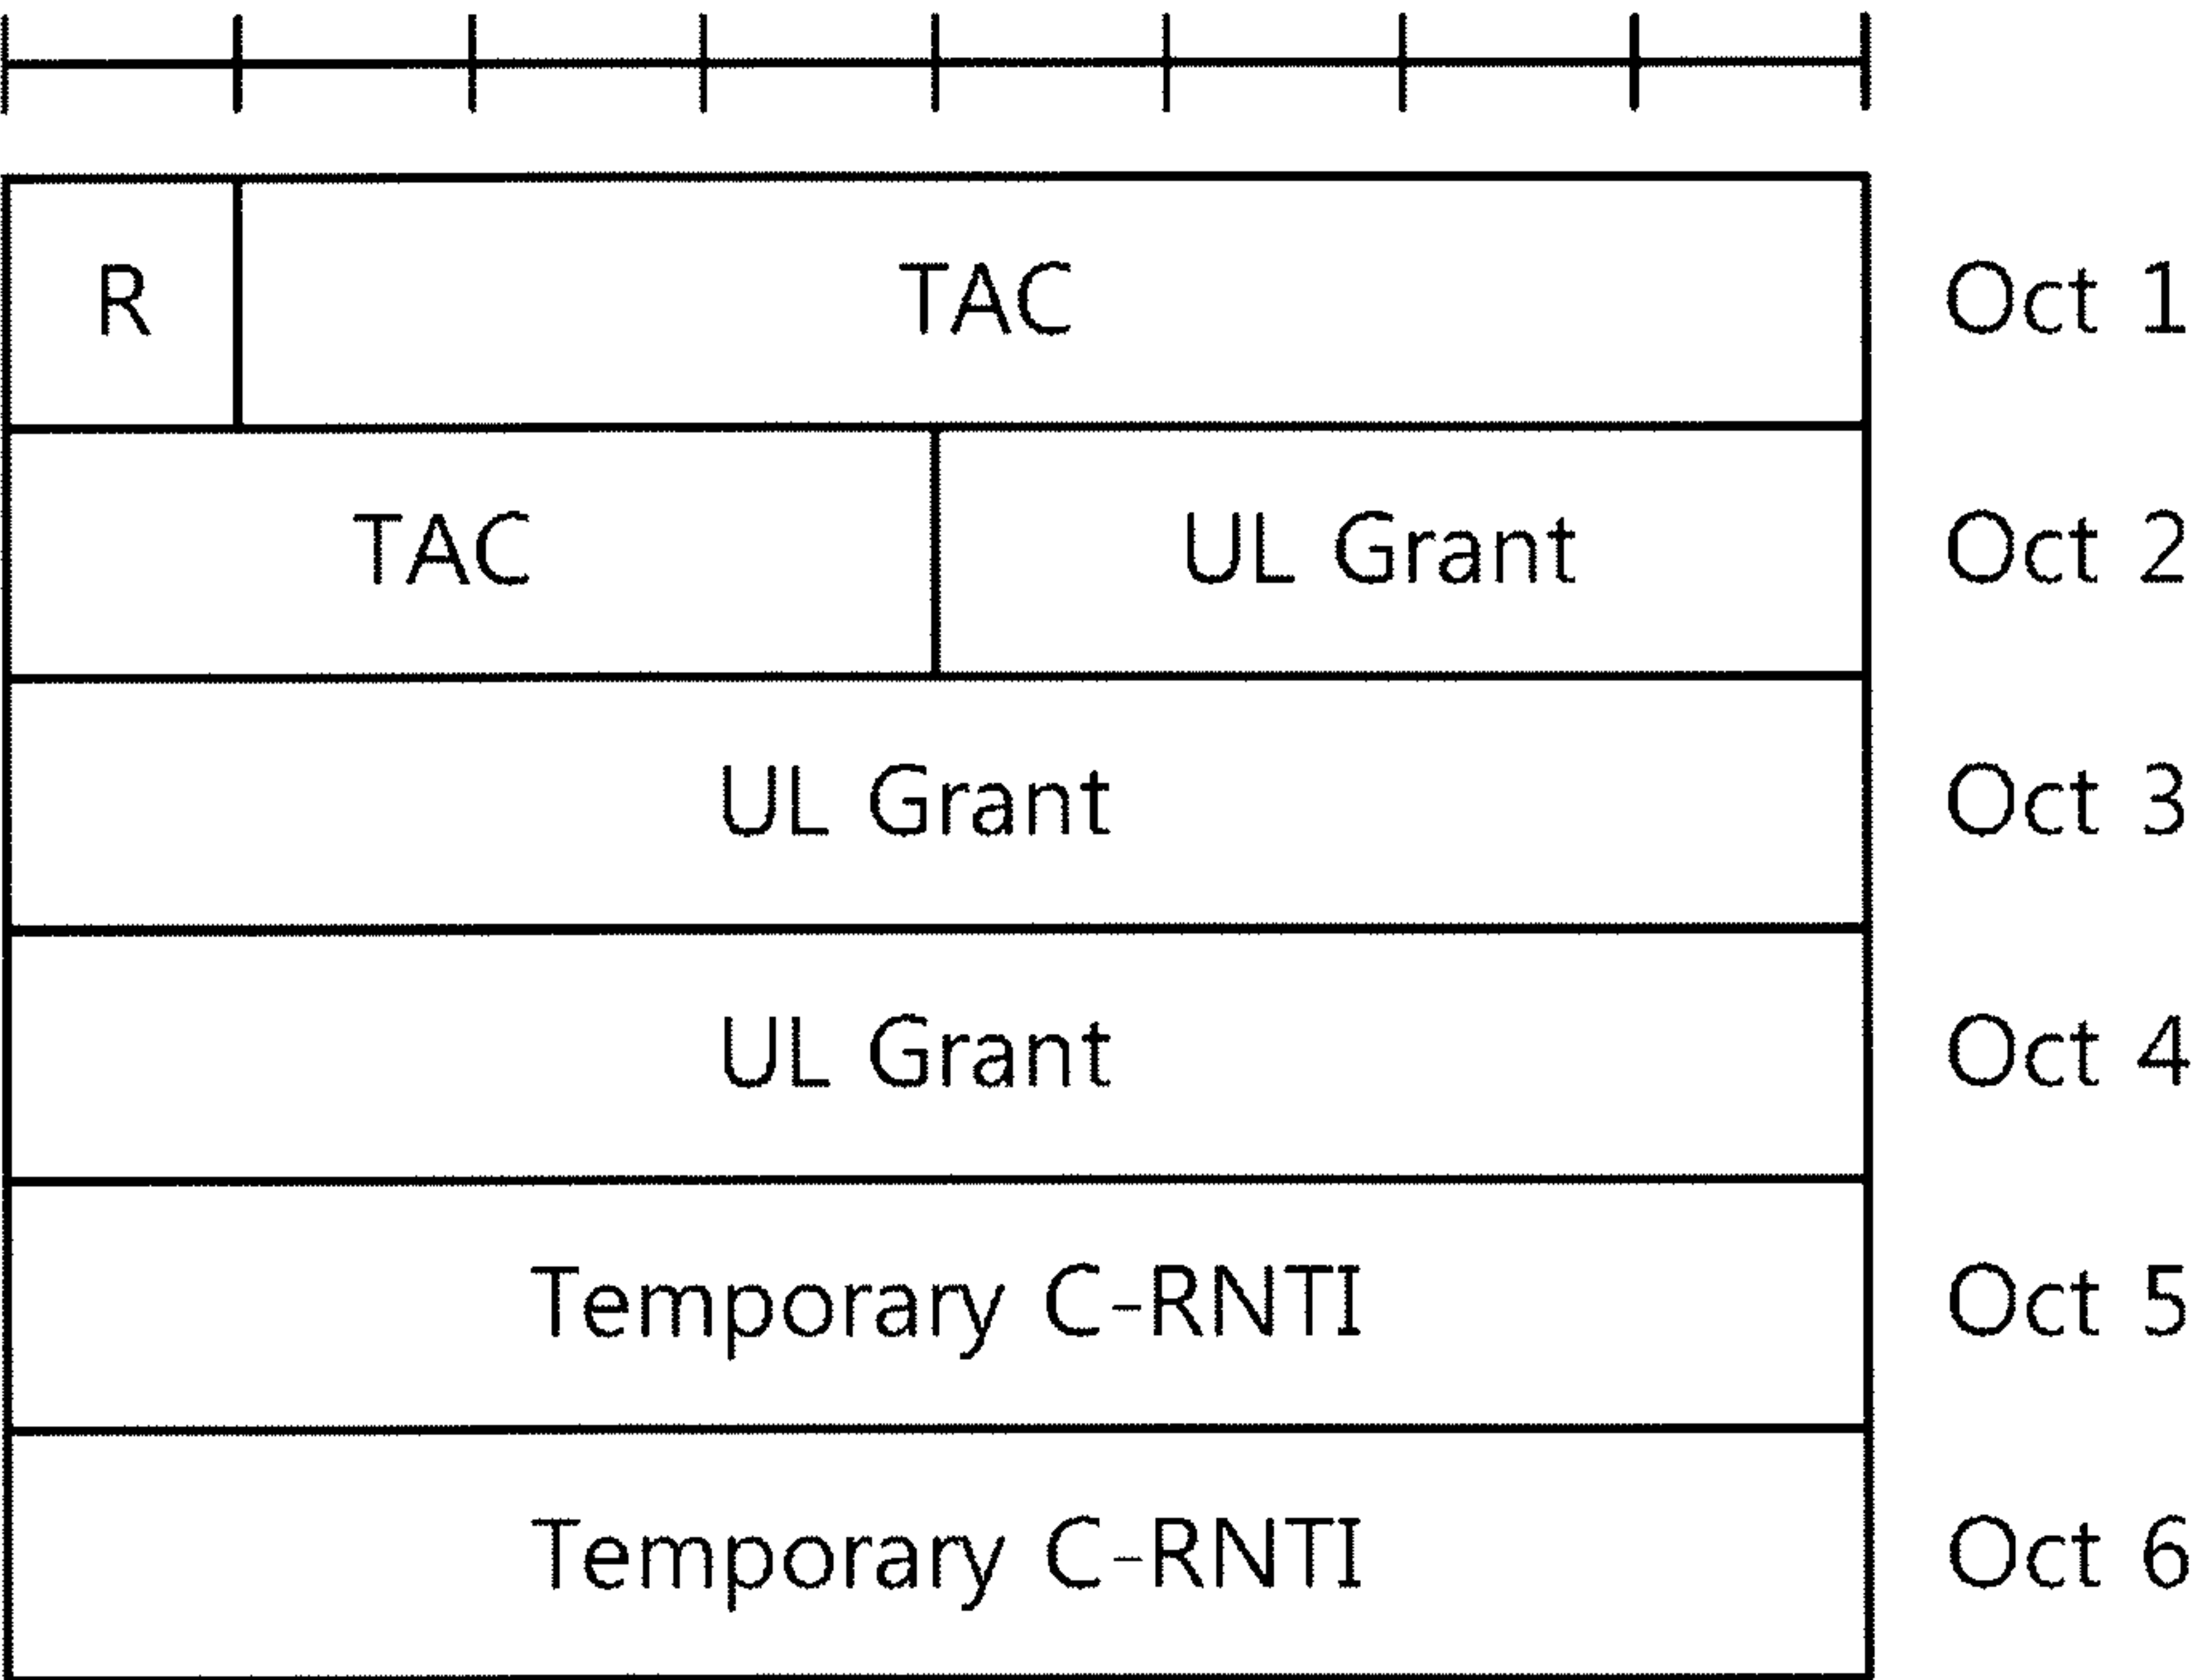 R TAC Oct 1
TAC UL Grant Oct 2
UL Grant Oct 3
UL Grant Oct 4
Temporary C-RNTI Oct 5
Temporary C-RNTI Oct 6